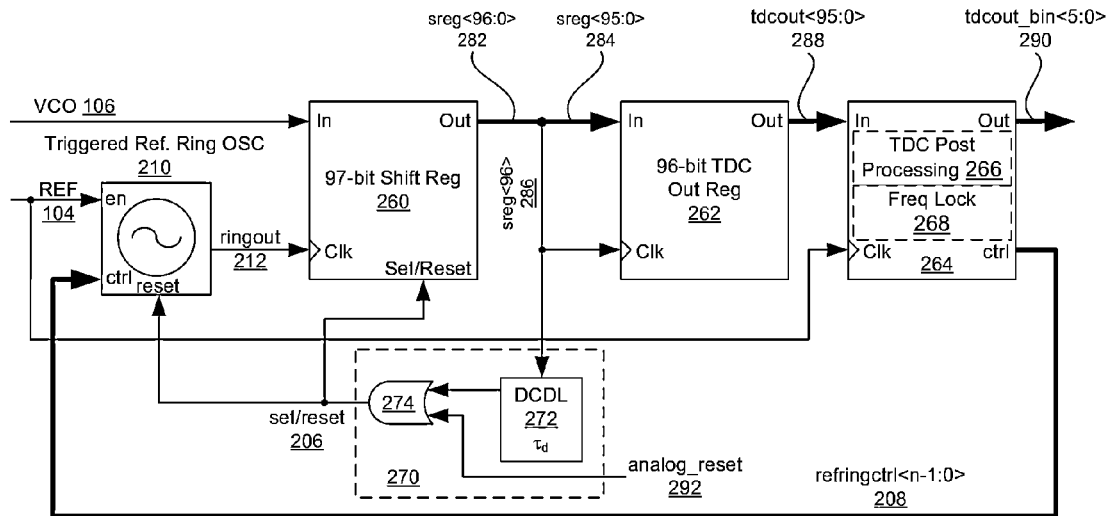 sreg<96:0>
282
sreg<95:0>
284
tdcout<95:0>
288
tdcout_bin<5:0>
290
VCO 106
In
Out
97-bit Shift Reg
260
Clk
Set/Reset
sreg<96>
286
In
Out
96-bit TDC
Out Reg
262
Clk
In
Out
TDC Post
Processing 266
Freq Lock
268
Clk
ctrl
264
Triggered Ref. Ring OSC
210
REF
104
en
ctrl
reset
ringout
212
set/reset
206
274
DCDL
272
τd
270
analog_reset
292
refringctrl<n-1:0>
208